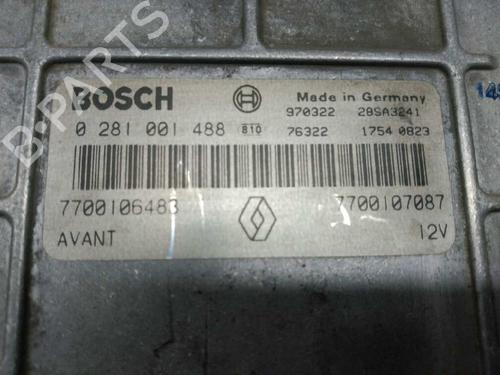 BOSCH Made in Germany
970322 28SA3241
0 281 001 488 810 76322 1754 0823
7700106483 7700107087
AVANT 12V
B-PARTS